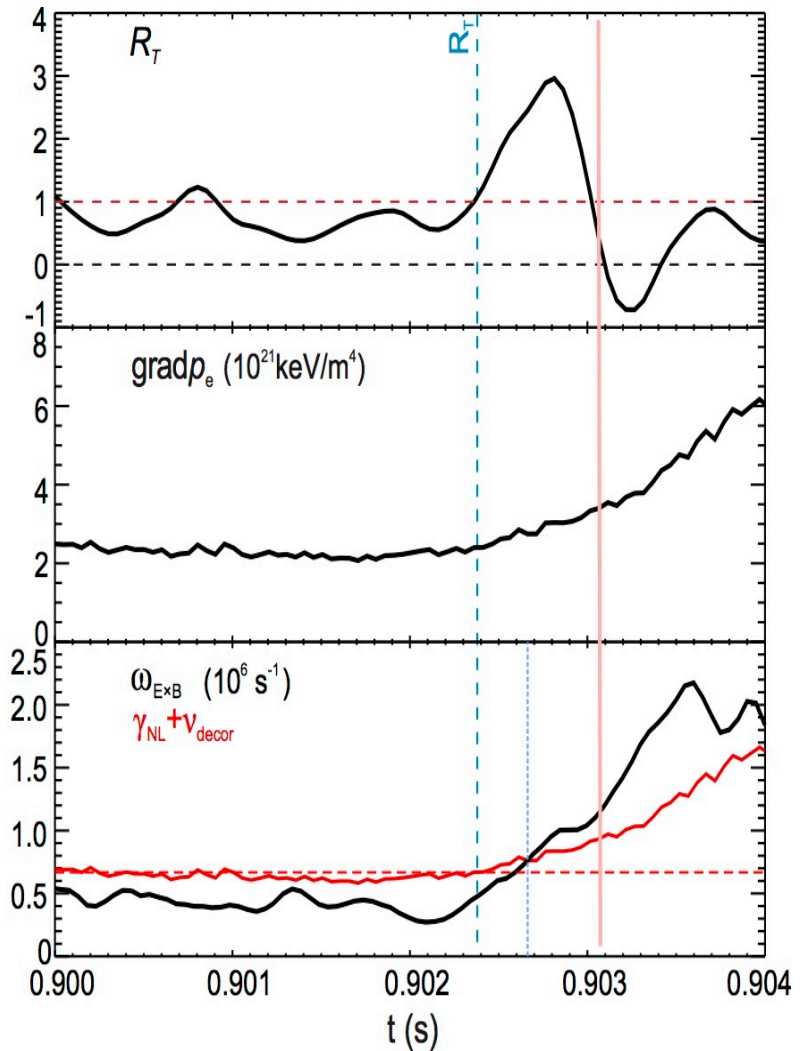 R_T
R_T
4
3
2
1
0
-1
grad p_e (10^21 keV/m^4)
8
6
4
2
0
ω_E×B (10^6 s^-1)
γ_NL+ν_decor
2.5
2.0
1.5
1.0
0.5
0
0.900 0.901 0.902 0.903 0.904
t (s)